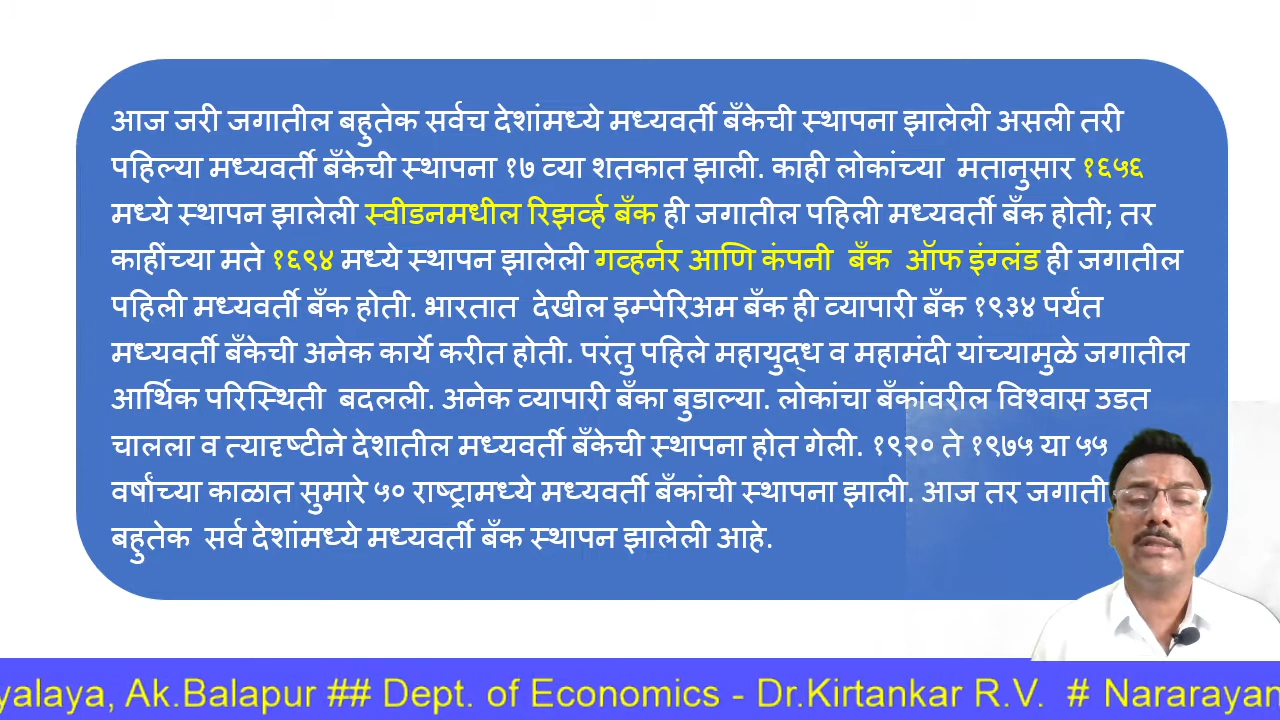 आज जरी जगातील बहुतेक सर्वच देशांमध्ये मध्यवर्ती बँकेची स्थापना झालेली असली तरी
पहिल्या मध्यवर्ती बँकेची स्थापना १७ व्या शतकात झाली. काही लोकांच्या मतानुसार १६५६
मध्ये स्थापन झालेली स्वीडनमधील रिझर्व्ह बँक ही जगातील पहिली मध्यवर्ती बँक होती; तर
काहींच्या मते १६९४ मध्ये स्थापन झालेली गव्हर्नर आणि कंपनी बँक ऑफ इंग्लंड ही जगातील
पहिली मध्यवर्ती बँक होती. भारतात देखील इम्पेरिअम बँक ही व्यापारी बँक १९३४ पर्यंत
मध्यवर्ती बँकेची अनेक कार्ये करीत होती. परंतु पहिले महायुद्ध व महामंदी यांच्यामुळे जगातील
आर्थिक परिस्थिती बदलली. अनेक व्यापारी बँका बुडाल्या. लोकांचा बँकांवरील विश्वास उडत
चालला व त्यादृष्टीने देशातील मध्यवर्ती बँकेची स्थापना होत गेली. १९२० ते १९७५ या ५५
वर्षांच्या काळात सुमारे ५० राष्ट्रामध्ये मध्यवर्ती बँकांची स्थापना झाली. आज तर जगाती
बहुतेक सर्व देशांमध्ये मध्यवर्ती बँक स्थापन झालेली आहे.
yalaya, Ak.Balapur ## Dept. of Economics - Dr.Kirtankar R.V. # Nararayan